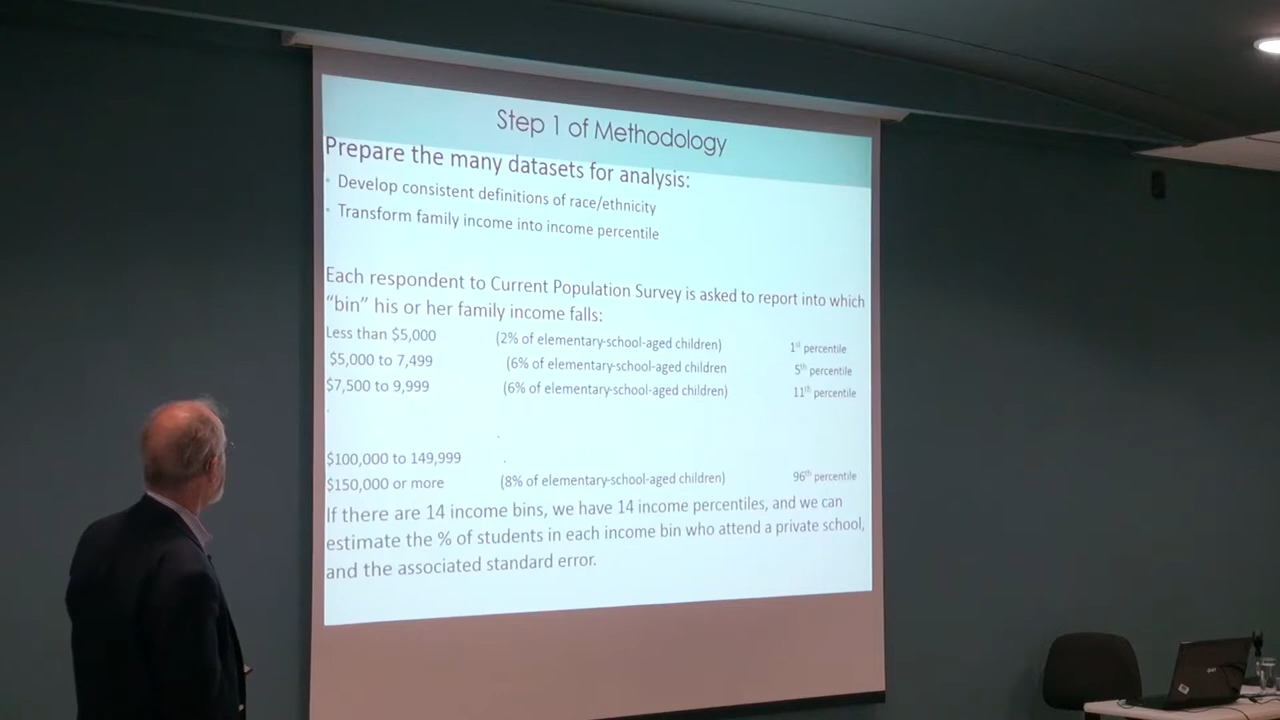 Step 1 of Methodology
Prepare the many datasets for analysis:
• Develop consistent definitions of race/ethnicity
• Transform family income into income percentile
Each respondent to Current Population Survey is asked to report into which
“bin” his or her family income falls:
Less than $5,000 (2% of elementary-school-aged children) 1st percentile
$5,000 to 7,499 (6% of elementary-school-aged children 5th percentile
$7,500 to 9,999 (6% of elementary-school-aged children) 11th percentile
.
.
$100,000 to 149,999 .
$150,000 or more (8% of elementary-school-aged children) 96th percentile
If there are 14 income bins, we have 14 income percentiles, and we can
estimate the % of students in each income bin who attend a private school,
and the associated standard error.